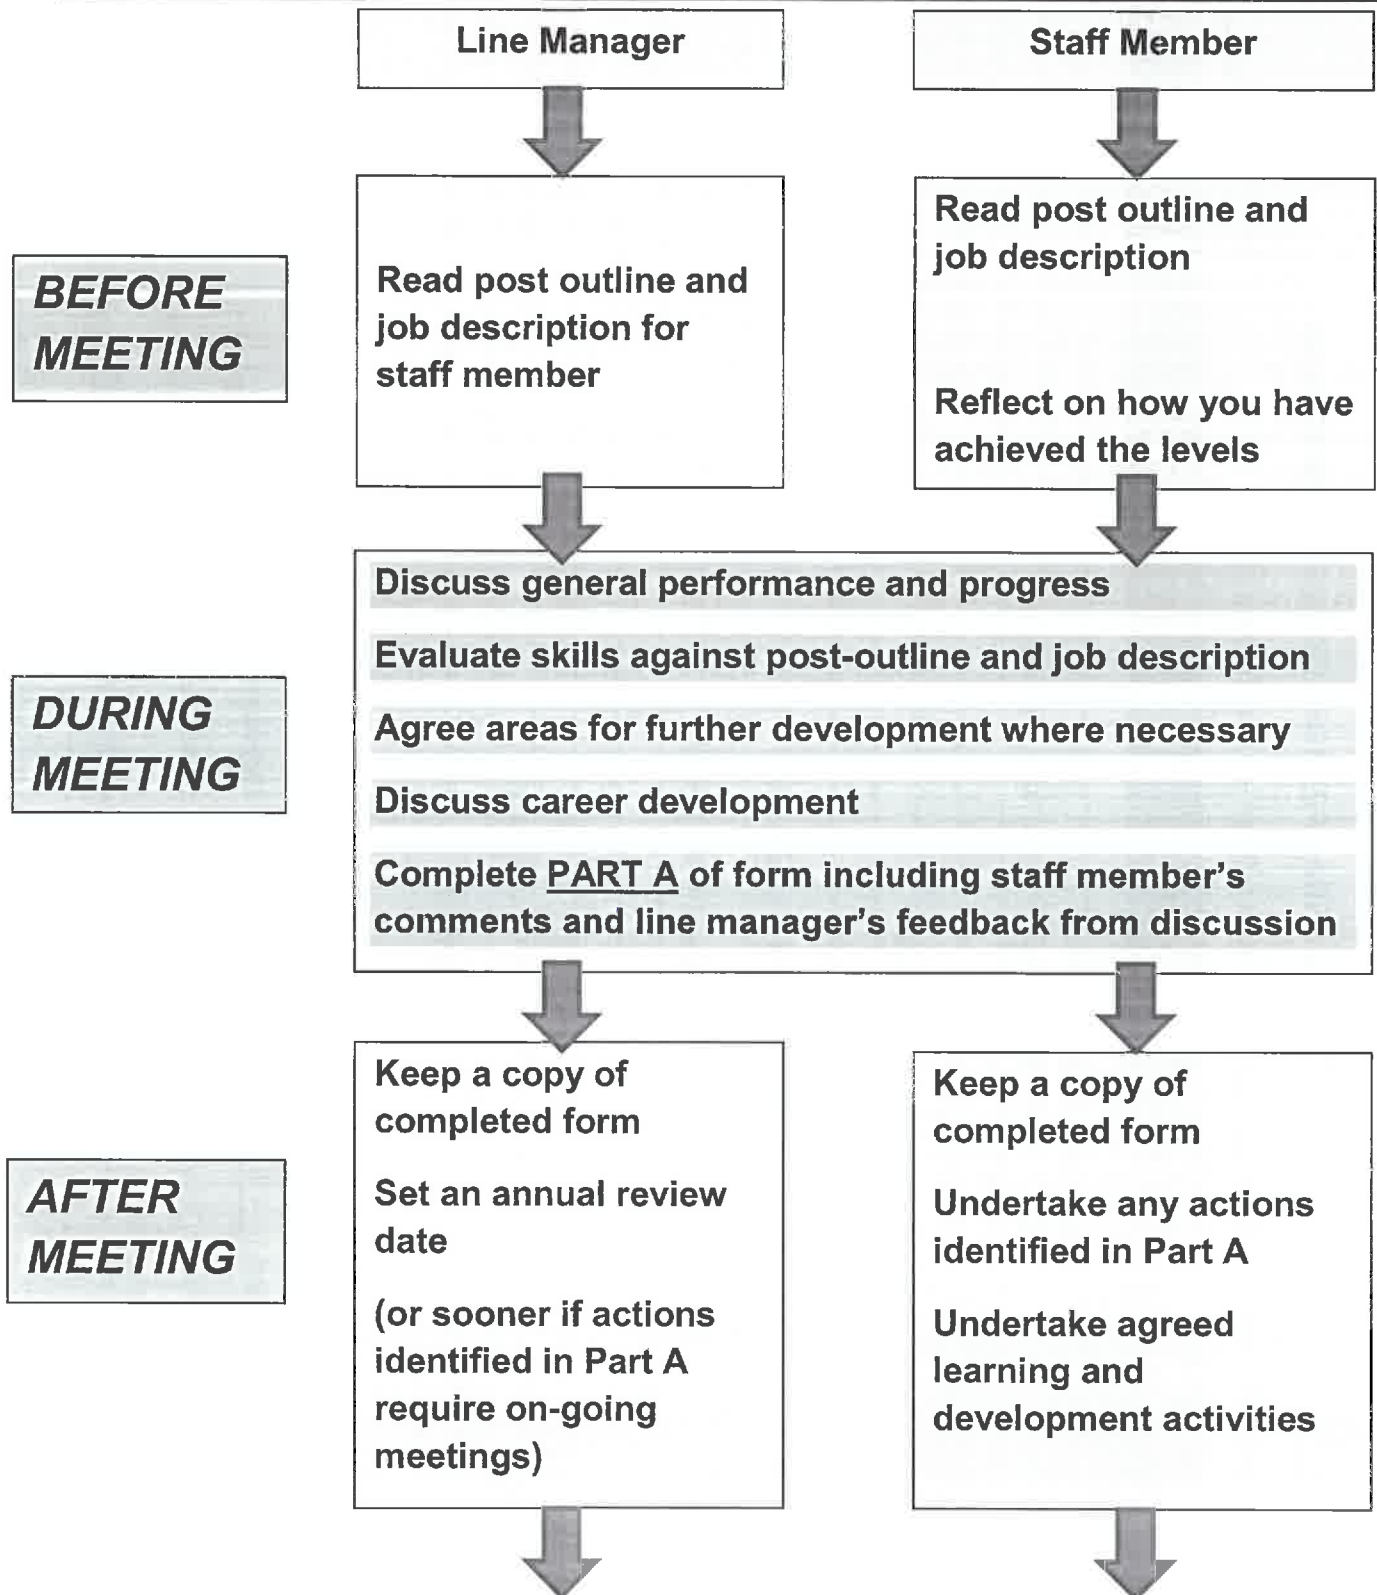 Line Manager
Staff Member
BEFORE
MEETING
Read post outline and
job description for
staff member
Read post outline and
job description
Reflect on how you have
achieved the levels
DURING
MEETING
Discuss general performance and progress
Evaluate skills against post-outline and job description
Agree areas for further development where necessary
Discuss career development
Complete PART A of form including staff member's
comments and line manager's feedback from discussion
AFTER
MEETING
Keep a copy of
completed form
Set an annual review
date
(or sooner if actions
identified in Part A
require on-going
meetings)
Keep a copy of
completed form
Undertake any actions
identified in Part A
Undertake agreed
learning and
development activities